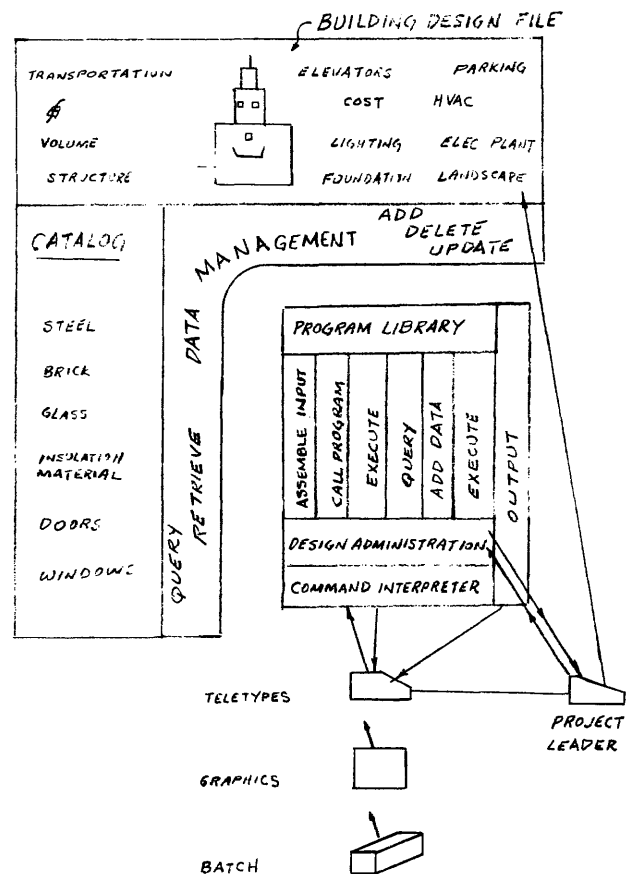 BUILDING DESIGN FILE
TRANSPORTATION
ELEVATORS
PARKING
$
COST
HVAC
VOLUME
LIGHTING
ELEC PLANT
STRUCTURE
FOUNDATION
LANDSCAPE
CATALOG
STEEL
BRICK
GLASS
INSULATION
MATERIAL
DOORS
WINDOWS
QUERY
RETRIEVE DATA MANAGEMENT
ADD
DELETE
UPDATE
PROGRAM LIBRARY
ASSEMBLE INPUT
CALL PROGRAM
EXECUTE
QUERY
ADD DATA
EXECUTE
OUTPUT
DESIGN ADMINISTRATION
COMMAND INTERPRETER
TELETYPES
PROJECT
LEADER
GRAPHICS
BATCH